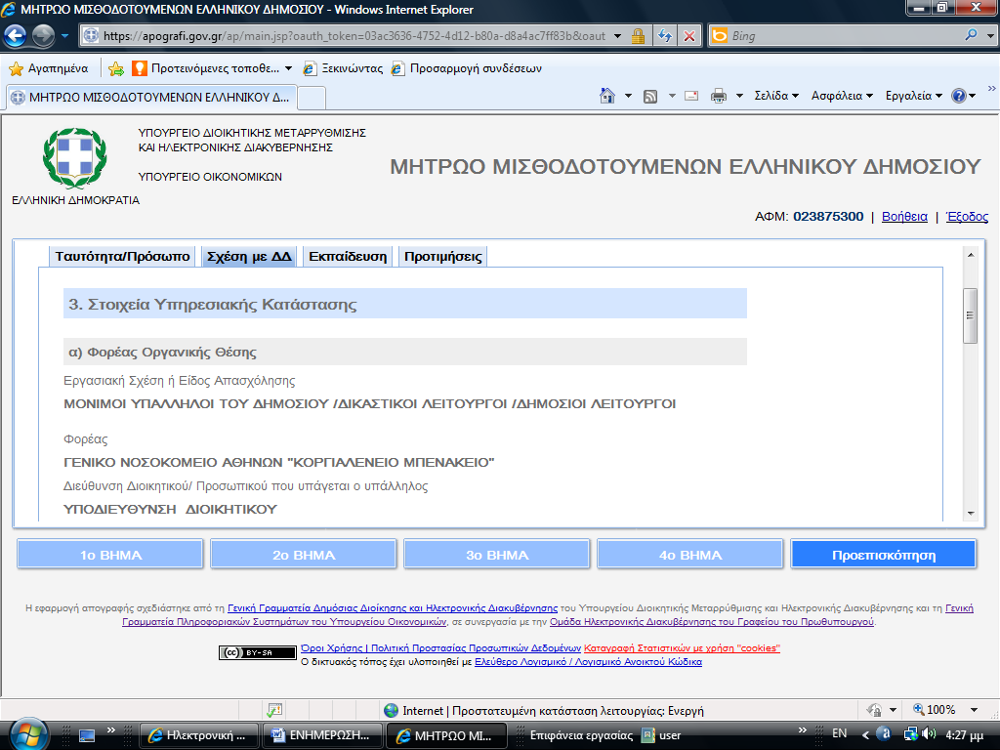 ΜΗΤΡΩΟ ΜΙΣΘΟΔΟΤΟΥΜΕΝΩΝ ΕΛΛΗΝΙΚΟΥ ΔΗΜΟΣΙΟΥ - Windows Internet Explorer
https://apografi.gov.gr/ap/main.jsp?oauth_token=03ac3636-4752-4d12-b80a-d8a4ac7ff83b&oaut
Bing
Αγαπημένα
Προτεινόμενες τοποθε...
Ξεκινώντας
Προσαρμογή συνδέσεων
ΜΗΤΡΩΟ ΜΙΣΘΟΔΟΤΟΥΜΕΝΩΝ ΕΛΛΗΝΙΚΟΥ Δ...
Σελίδα
Ασφάλεια
Εργαλεία
ΥΠΟΥΡΓΕΙΟ ΔΙΟΙΚΗΤΙΚΗΣ ΜΕΤΑΡΡΥΘΜΙΣΗΣ
ΚΑΙ ΗΛΕΚΤΡΟΝΙΚΗΣ ΔΙΑΚΥΒΕΡΝΗΣΗΣ
ΥΠΟΥΡΓΕΙΟ ΟΙΚΟΝΟΜΙΚΩΝ
ΕΛΛΗΝΙΚΗ ΔΗΜΟΚΡΑΤΙΑ
ΜΗΤΡΩΟ ΜΙΣΘΟΔΟΤΟΥΜΕΝΩΝ ΕΛΛΗΝΙΚΟΥ ΔΗΜΟΣΙΟΥ
ΑΦΜ: 023875300 | Βοήθεια | Έξοδος
Ταυτότητα/Πρόσωπο
Σχέση με ΔΔ
Εκπαίδευση
Προτιμήσεις
3. Στοιχεία Υπηρεσιακής Κατάστασης
α) Φορέας Οργανικής Θέσης
Εργασιακή Σχέση ή Είδος Απασχόλησης
ΜΟΝΙΜΟΙ ΥΠΑΛΛΗΛΟΙ ΤΟΥ ΔΗΜΟΣΙΟΥ /ΔΙΚΑΣΤΙΚΟΙ ΛΕΙΤΟΥΡΓΟΙ /ΔΗΜΟΣΙΟΙ ΛΕΙΤΟΥΡΓΟΙ
Φορέας
ΓΕΝΙΚΟ ΝΟΣΟΚΟΜΕΙΟ ΑΘΗΝΩΝ "ΚΟΡΓΙΑΛΕΝΕΙΟ ΜΠΕΝΑΚΕΙΟ"
Διεύθυνση Διοικητικού/ Προσωπικού που υπάγεται ο υπάλληλος
ΥΠΟΔΙΕΥΘΥΝΣΗ ΔΙΟΙΚΗΤΙΚΟΥ
1ο ΒΗΜΑ
2ο ΒΗΜΑ
3ο ΒΗΜΑ
4ο ΒΗΜΑ
Προεπισκόπηση
Η εφαρμογή απογραφής σχεδιάστηκε από τη Γενική Γραμματεία Δημόσιας Διοίκησης και Ηλεκτρονικής Διακυβέρνησης του Υπουργείου Διοικητικής Μεταρρύθμισης και Ηλεκτρονικής Διακυβέρνησης και τη Γενική
Γραμματεία Πληροφοριακών Συστημάτων του Υπουργείου Οικονομικών, σε συνεργασία με την Ομάδα Ηλεκτρονικής Διακυβέρνησης του Γραφείου του Πρωθυπουργού.
cc BY-SA
Όροι Χρήσης | Πολιτική Προστασίας Προσωπικών Δεδομένων Καταγραφή Στατιστικών με χρήση "cookies"
Ο δικτυακός τόπος έχει υλοποιηθεί με Ελεύθερο Λογισμικό / Λογισμικό Ανοικτού Κώδικα
Internet | Προστατευμένη κατάσταση λειτουργίας: Ενεργή
100%
Ηλεκτρονική ...
ΕΝΗΜΕΡΩΣΗ...
ΜΗΤΡΩΟ ΜΙ...
Επιφάνεια εργασίας
user
EN
4:27 μμ